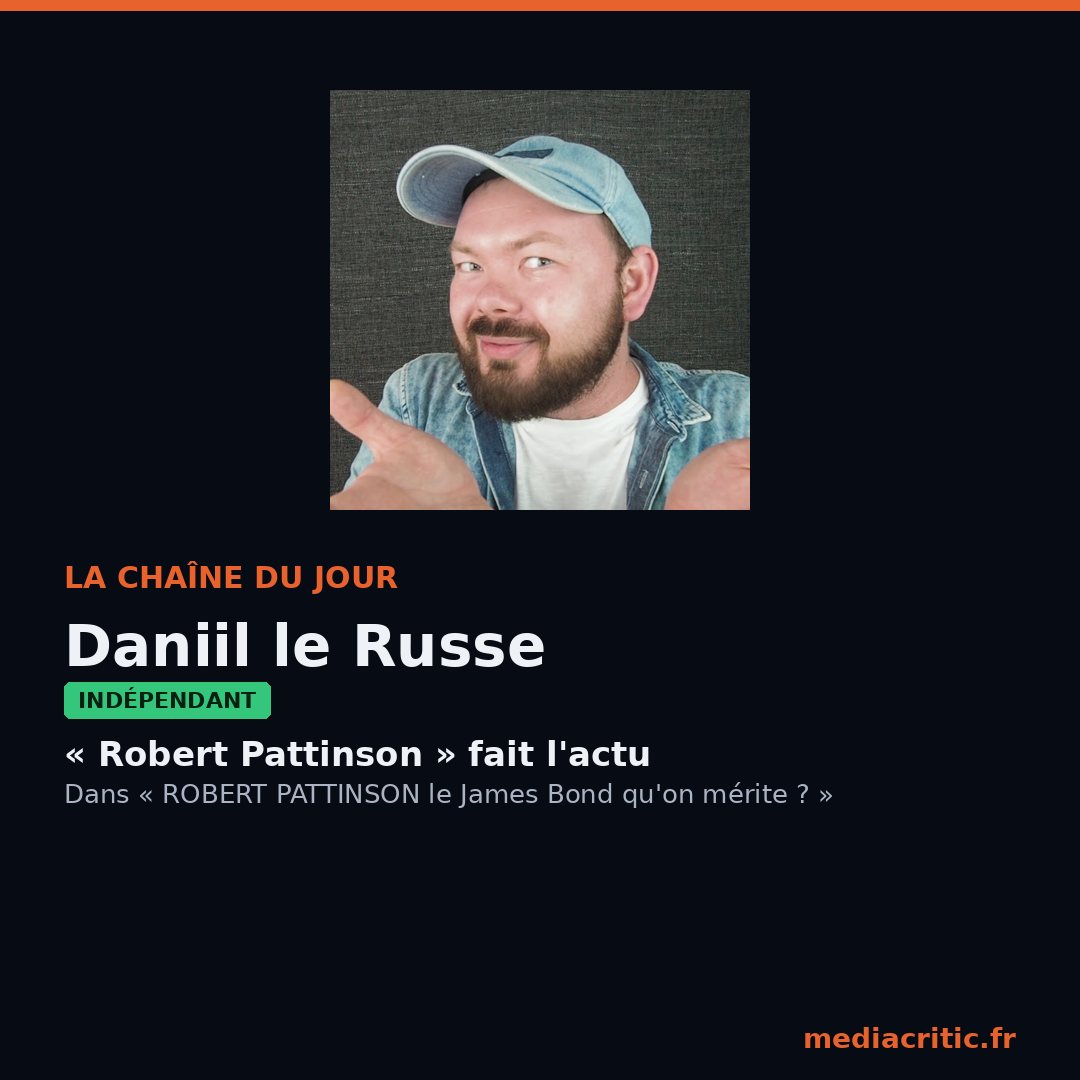 LA CHAÎNE DU JOUR
Daniil le Russe
INDÉPENDANT
« Robert Pattinson » fait l'actu
Dans « ROBERT PATTINSON le James Bond qu'on mérite ? »
mediacritic.fr